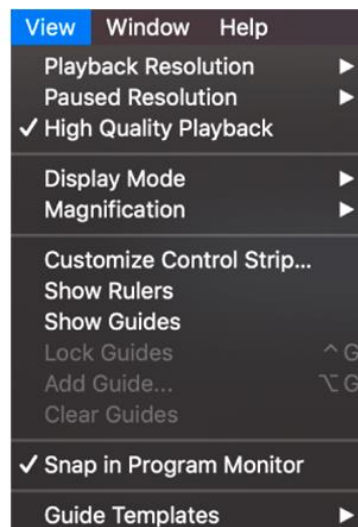 View Window Help
Playback Resolution ▶
Paused Resolution ▶
✓ High Quality Playback
Display Mode ▶
Magnification ▶
Customize Control Strip...
Show Rulers
Show Guides
Lock Guides ^ G
Add Guide... ⌥ G
Clear Guides
✓ Snap in Program Monitor
Guide Templates ▶